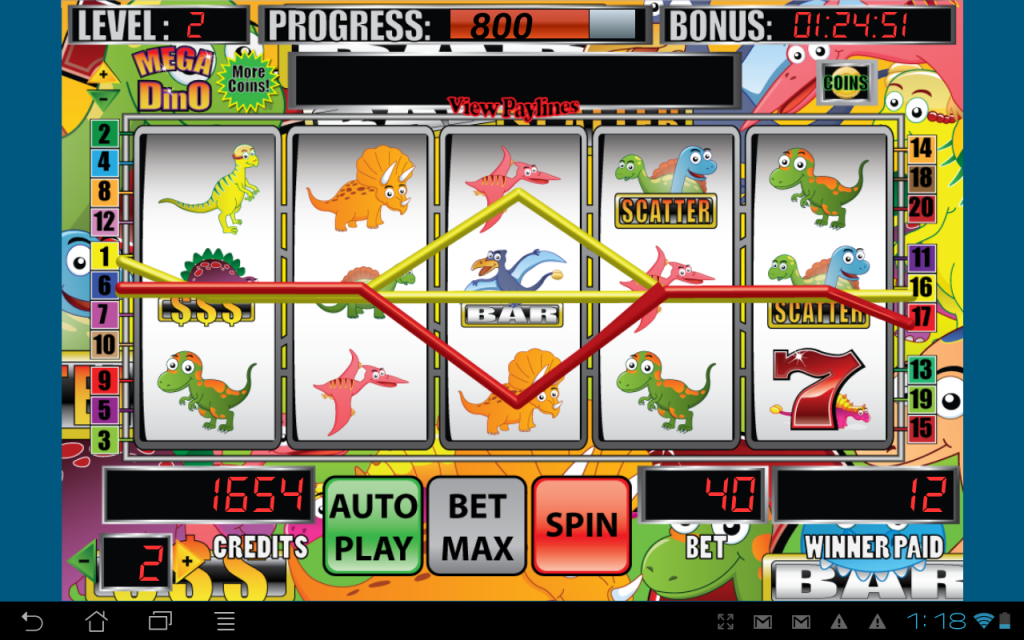 LEVEL: 2 PROGRESS: 800 BONUS: 01:24:51
MEGA
DinO
More
Coins!
COINS
View Paylines
+
-
2
4
8
12
1
6
7
10
9
5
3
14
18
20
11
16
17
13
19
15
SCATTER
$$$
BAR
SCATTER
7
1654
AUTO
PLAY
BET
MAX
SPIN
40
12
CREDITS
BET
WINNER PAID
- 2 +
$$
BAR
1:18